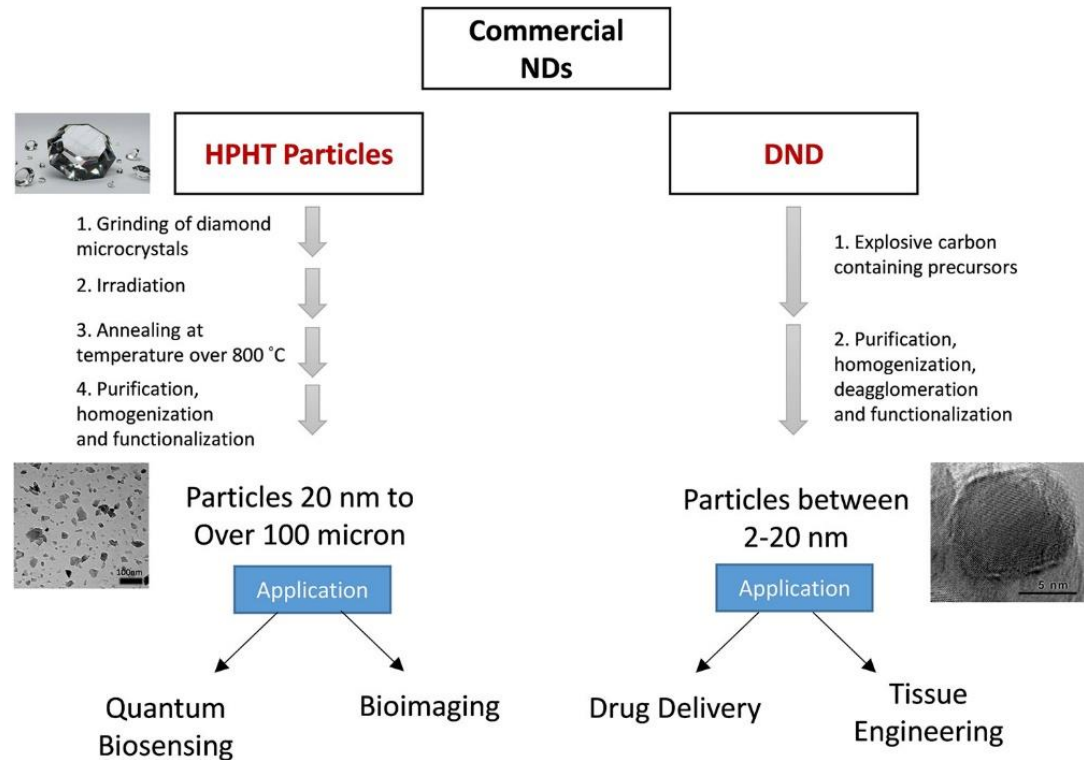 Commercial
NDs
HPHT Particles
1. Grinding of diamond
microcrystals
2. Irradiation
3. Annealing at
temperature over 800 ˚C
4. Purification,
homogenization
and functionalization
100nm
Particles 20 nm to
Over 100 micron
Application
Quantum
Biosensing
Bioimaging
DND
1. Explosive carbon
containing precursors
2. Purification,
homogenization,
deagglomeration
and functionalization
Particles between
2-20 nm
5 nm
Application
Drug Delivery
Tissue
Engineering